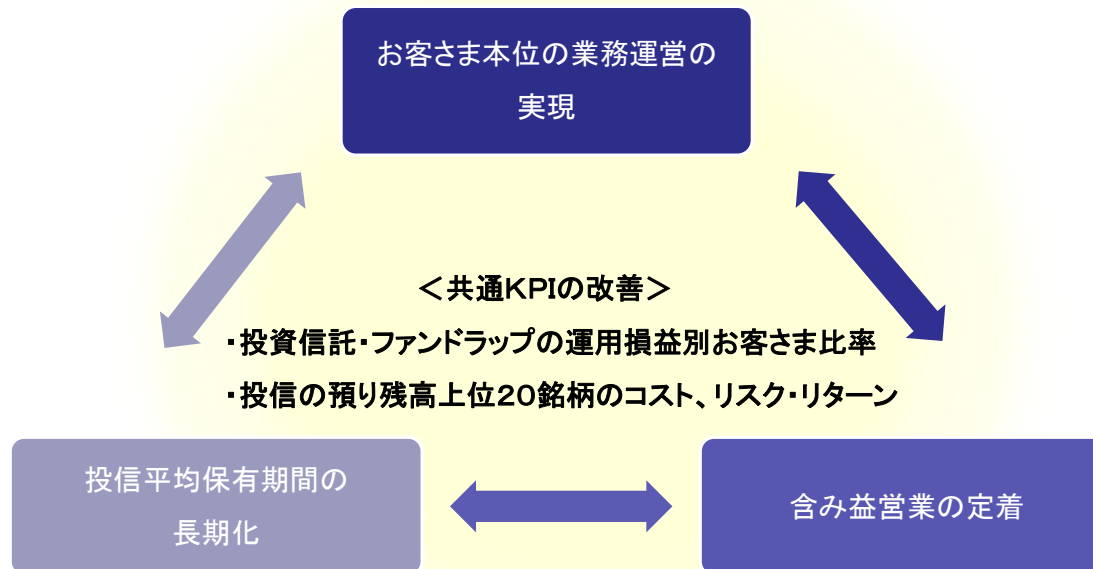 お客さま本位の業務運営の
実現
＜共通KPIの改善＞
・投資信託・ファンドラップの運用損益別お客さま比率
・投信の預り残高上位20銘柄のコスト、リスク・リターン
投信平均保有期間の
長期化
含み益営業の定着